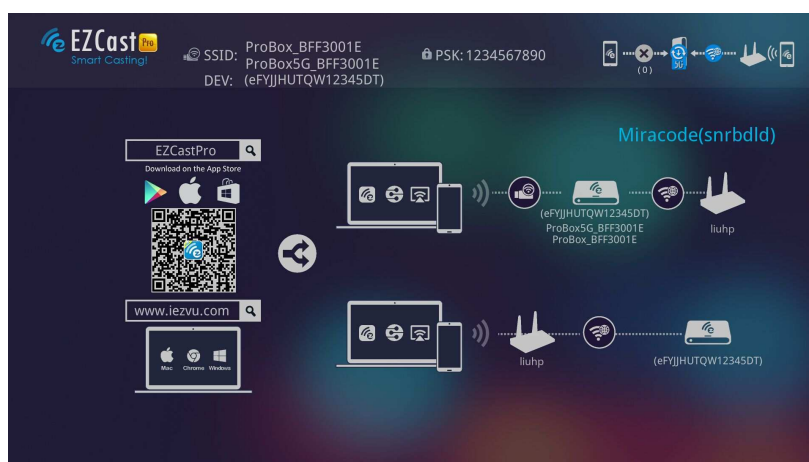 EZCast Pro
Smart Casting!
SSID: ProBox_BFF3001E
ProBox5G_BFF3001E
DEV: (eFYJJHUTQW12345DT)
PSK: 1234567890
(0)
5G
Miracode(snrbdld)
EZCastPro
Download on the App Store
(eFYJJHUTQW12345DT)
ProBox5G_BFF3001E
ProBox_BFF3001E
liuhp
www.iezvu.com
Mac Chrome Windows
liuhp
(eFYJJHUTQW12345DT)